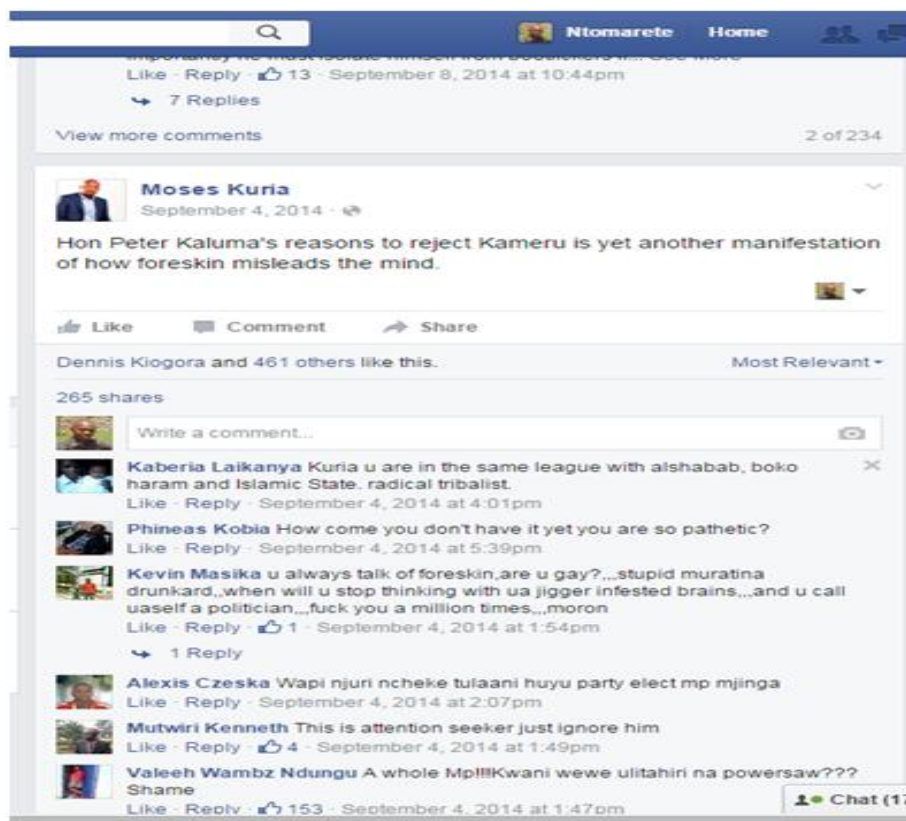 Ntomarete Home
Like · Reply · 13 · September 8, 2014 at 10:44pm
7 Replies
View more comments 2 of 234
Moses Kuria
September 4, 2014 ·
Hon Peter Kaluma's reasons to reject Kameru is yet another manifestation
of how foreskin misleads the mind.
Like Comment Share
Dennis Kiogora and 461 others like this. Most Relevant
265 shares
Write a comment...
Kaberia Laikanya Kuria u are in the same league with alshabab, boko
haram and Islamic State. radical tribalist.
Like · Reply · September 4, 2014 at 4:01pm
Phineas Kobia How come you don't have it yet you are so pathetic?
Like · Reply · September 4, 2014 at 5:39pm
Kevin Masika u always talk of foreskin,are u gay?,,,stupid muratina
drunkard,,when will u stop thinking with ua jigger infested brains,,,and u call
uaself a politician,,,fuck you a million times,,,moron
Like · Reply · 1 · September 4, 2014 at 1:54pm
1 Reply
Alexis Czeska Wapi njuri ncheke tulaani huyu party elect mp mjinga
Like · Reply · September 4, 2014 at 2:07pm
Mutwiri Kenneth This is attention seeker just ignore him
Like · Reply · 4 · September 4, 2014 at 1:49pm
Valeeh Wambz Ndungu A whole Mp!!!!Kwani wewe ulitahiri na powersaw???
Shame
Like · Reply · 153 · September 4, 2014 at 1:47pm
Chat (17